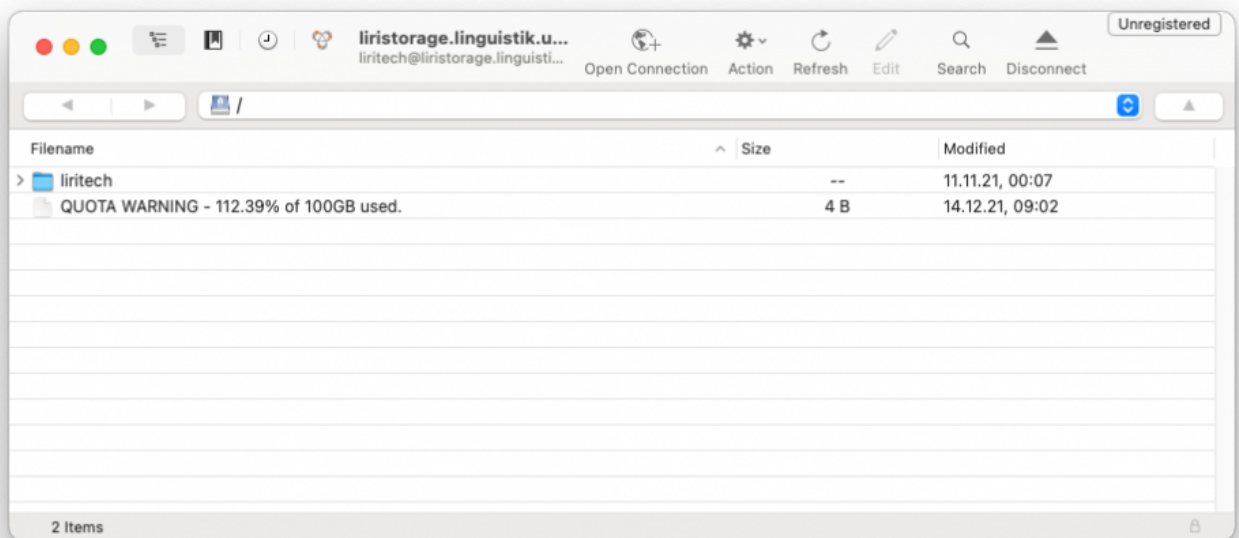 Unregistered
liristorage.linguistik.u...
liritech@liristorage.linguisti...
Open Connection Action Refresh Edit Search Disconnect
/
Filename Size Modified
liritech -- 11.11.21, 00:07
QUOTA WARNING - 112.39% of 100GB used. 4 B 14.12.21, 09:02
2 Items